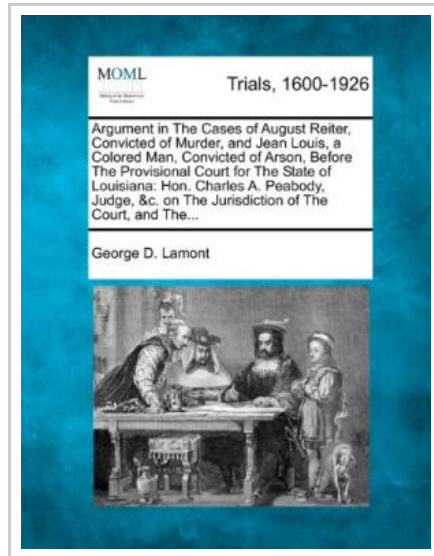 MOML
Trials, 1600-1926
Argument in The Cases of August Reiter,
Convicted of Murder, and Jean Louis, a
Colored Man, Convicted of Arson, Before
The Provisional Court for The State of
Louisiana: Hon. Charles A. Peabody,
Judge, &c. on The Jurisdiction of The
Court, and The...
George D. Lamont